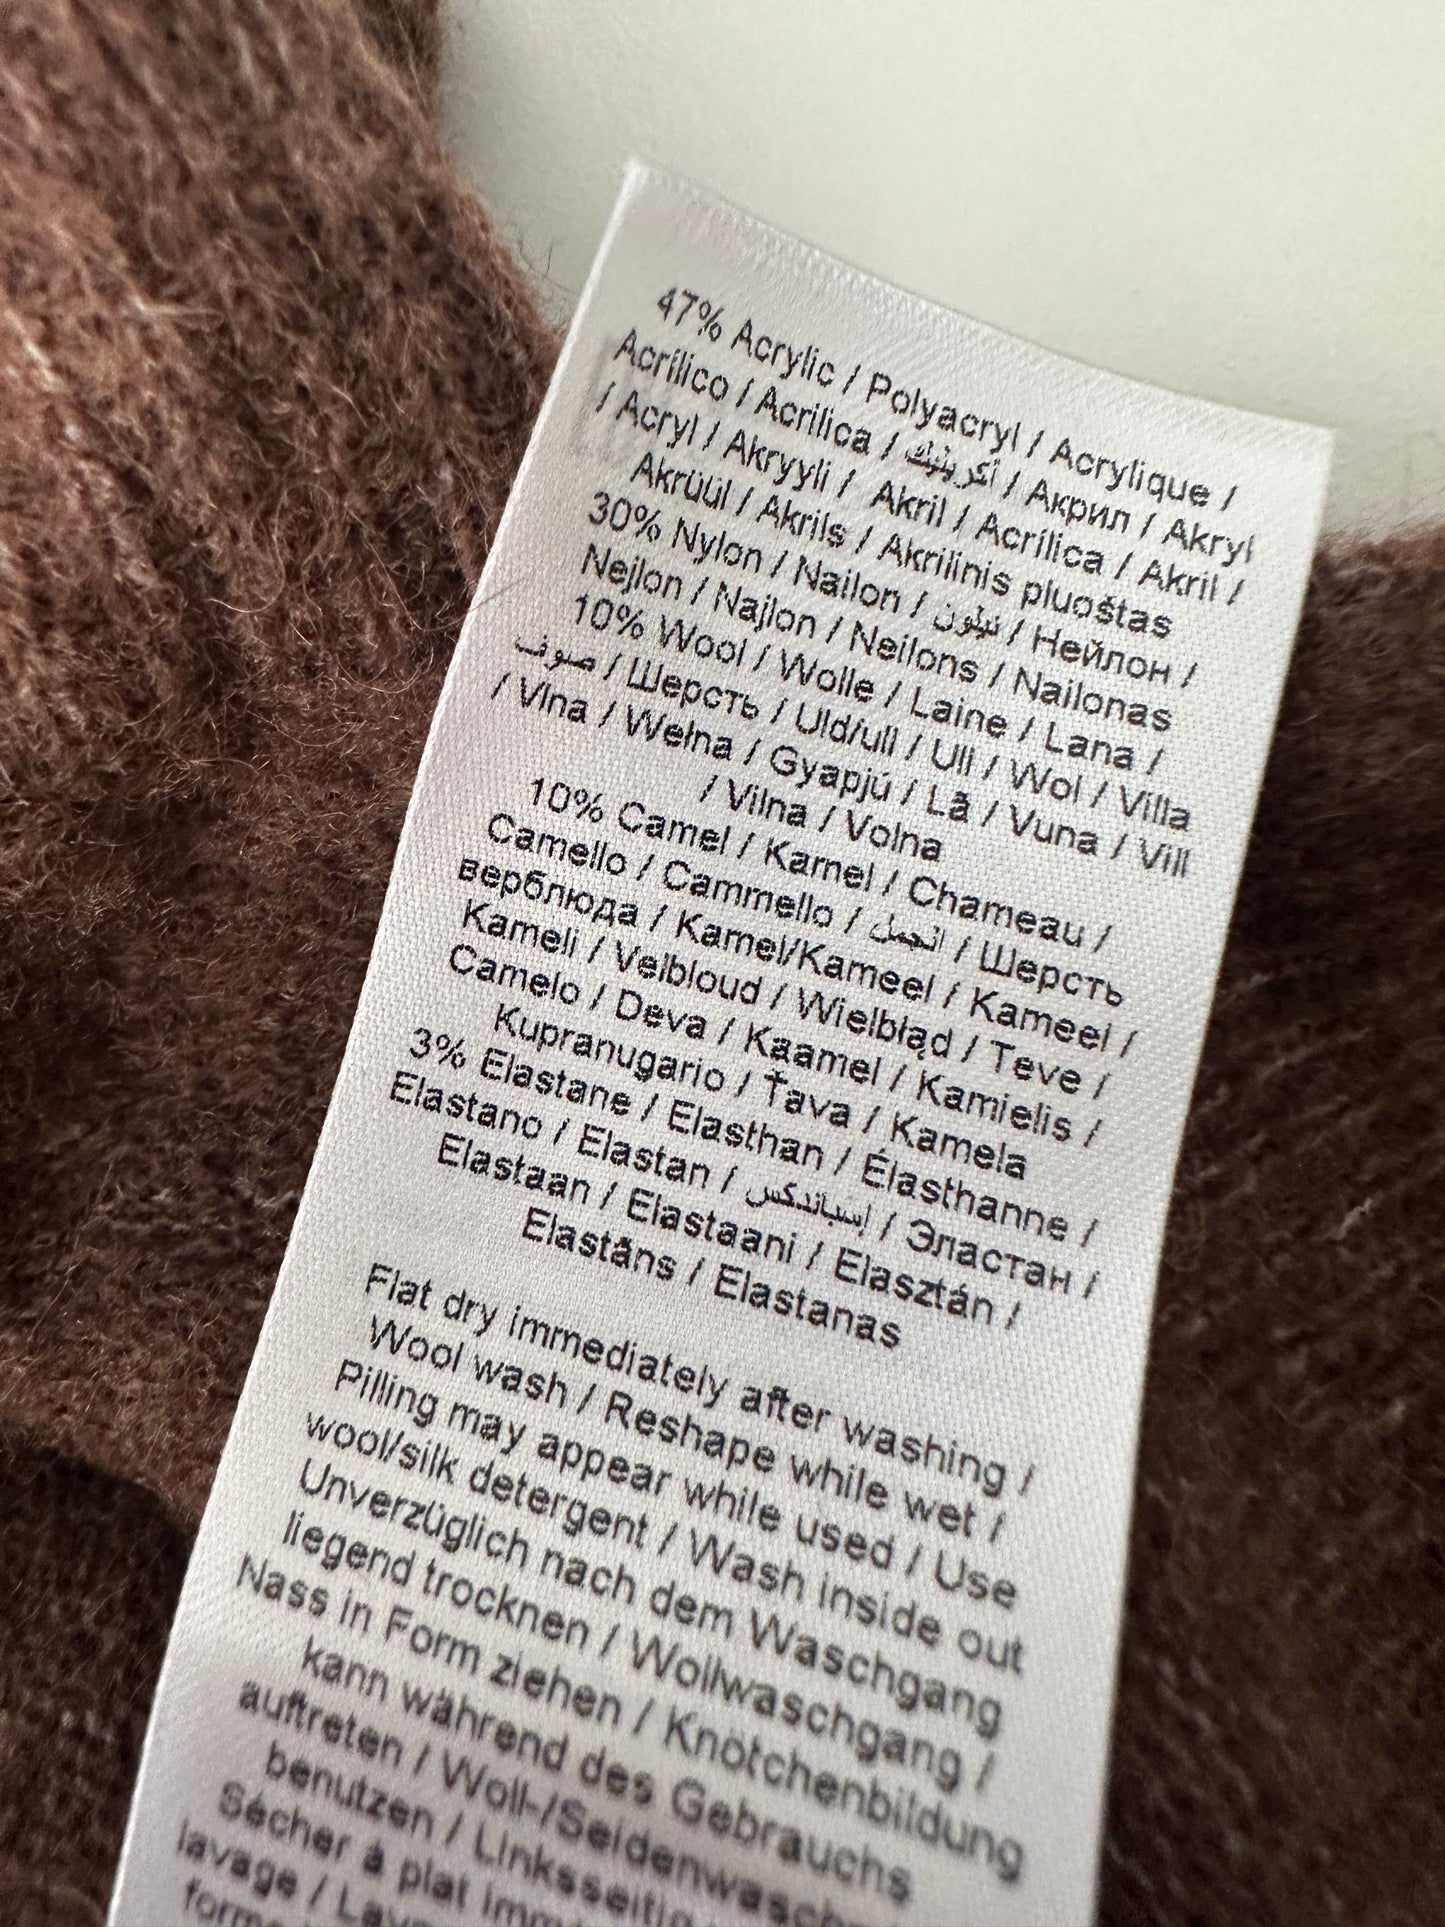 47% Acrylic / Polyacryl / Acrylique /
Acrílico / Acrilica / أكريليك / Акрил / Akryl
/ Acryl / Akryyli / Akril / Acrílica / Akril /
Akrüül / Akrils / Akrilinis pluoštas
30% Nylon / Nailon / نيلون / Нейлон /
Nejlon / Najlon / Neilons / Nailonas
10% Wool / Wolle / Laine / Lana /
صوف / Шерсть / Uld/ull / Ull / Wol / Villa
/ Vlna / Wełna / Gyapjú / Lã / Vuna / Vill
/ Vilna / Volna
10% Camel / Kamel / Chameau /
Camello / Cammello / الجمل / Шерсть
верблюда / Kamel/Kameel / Kameel /
Kameli / Velbloud / Wielbłąd / Teve /
Camelo / Deva / Kaamel / Kamielis /
Kupranugario / Ťava / Kamela
3% Elastane / Elasthan / Élasthanne /
Elastano / Elastan / إسباندكس / Эластан /
Elastaan / Elastaani / Elasztán /
Elastāns / Elastanas
Flat dry immediately after washing /
Wool wash / Reshape while wet /
Pilling may appear while used / Use
wool/silk detergent / Wash inside out
Unverzüglich nach dem Waschgang
liegend trocknen / Wollwaschgang /
Nass in Form ziehen / Knötchenbildung
kann während des Gebrauchs
auftreten / Woll-/Seidenwasch
benutzen / Linksseitig
Sécher à plat imm
lavage / Lava
forme